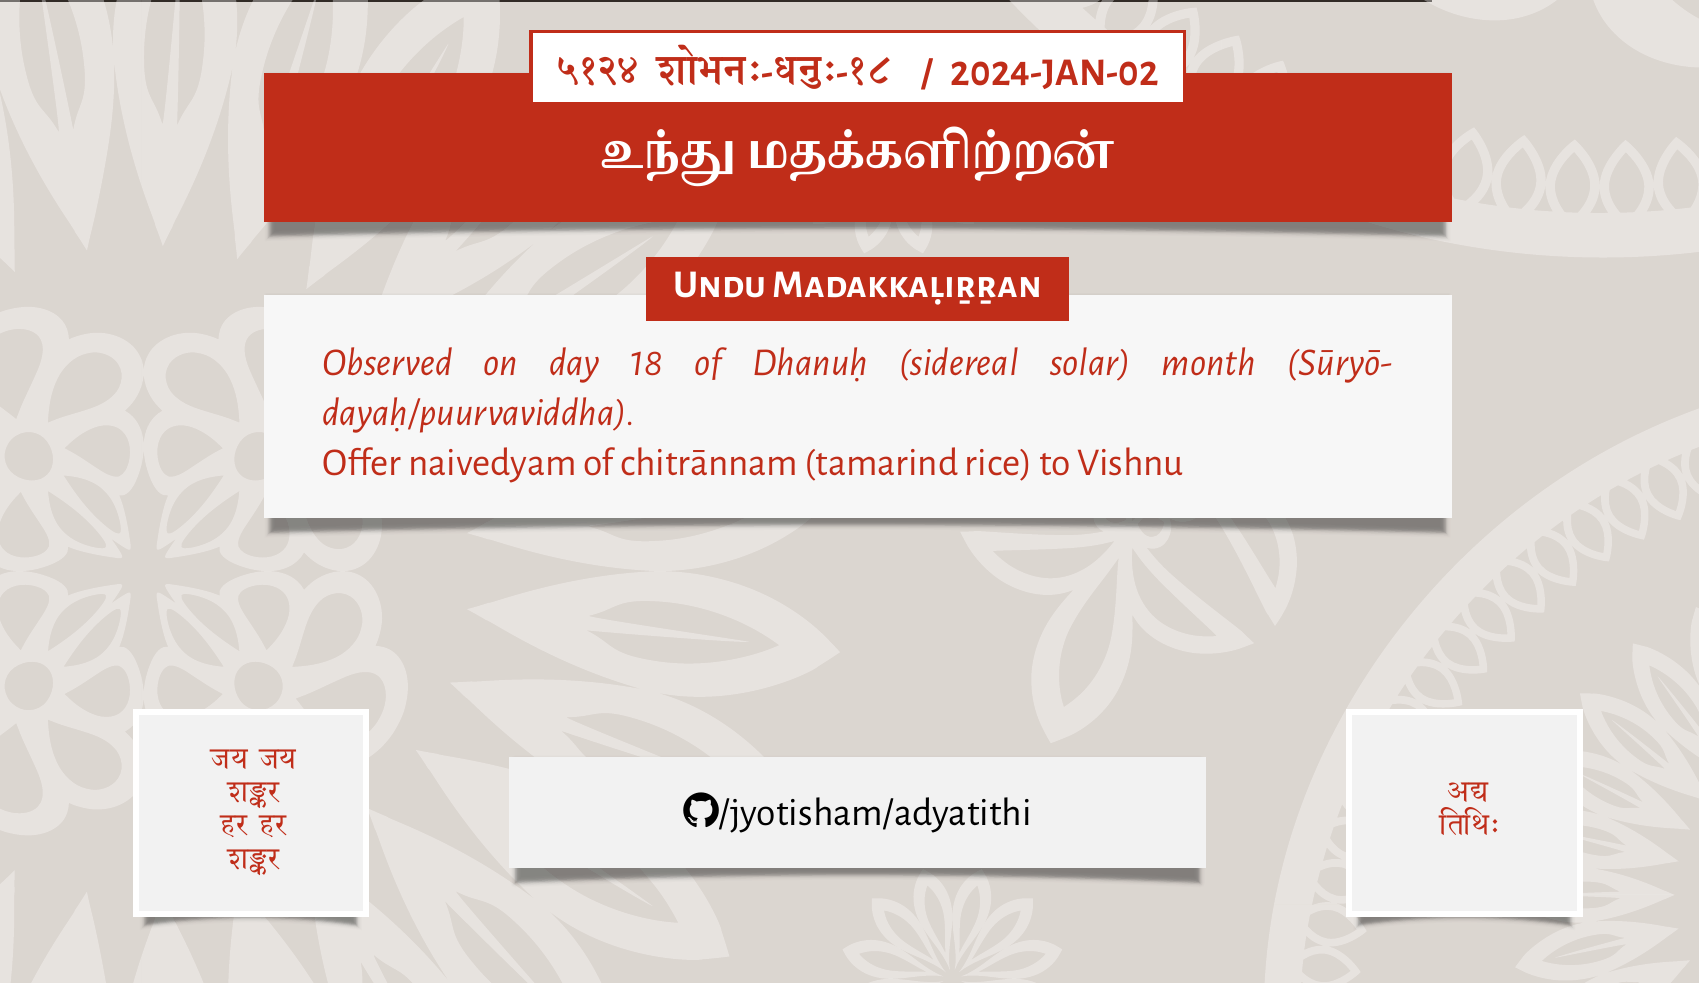 ५१२४ शोभनः-धनुः-१८ / 2024-JAN-02
உந்து மதக்களிற்றன்
Undu Madakkaḷiṟṟan
Observed on day 18 of Dhanuḥ (sidereal solar) month (Sūryō-
dayaḥ/puurvaviddha).
Offer naivedyam of chitrānnam (tamarind rice) to Vishnu
जय जय
शङ्कर
हर हर
शङ्कर
/jyotisham/adyatithi
अद्य
तिथिः